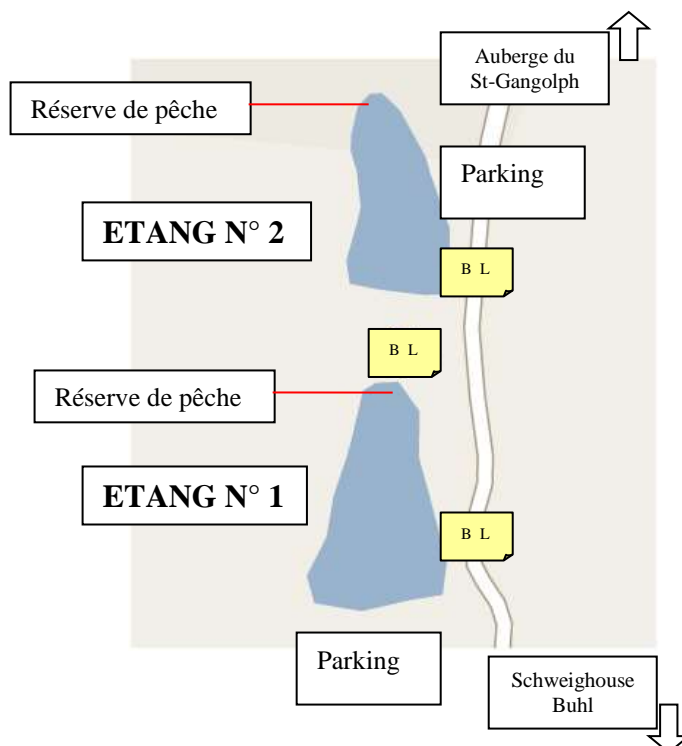 Auberge du
St-Gangolph
Réserve de pêche
Parking
ETANG N° 2
B L
B L
Réserve de pêche
ETANG N° 1
B L
Parking
Schweighouse
Buhl